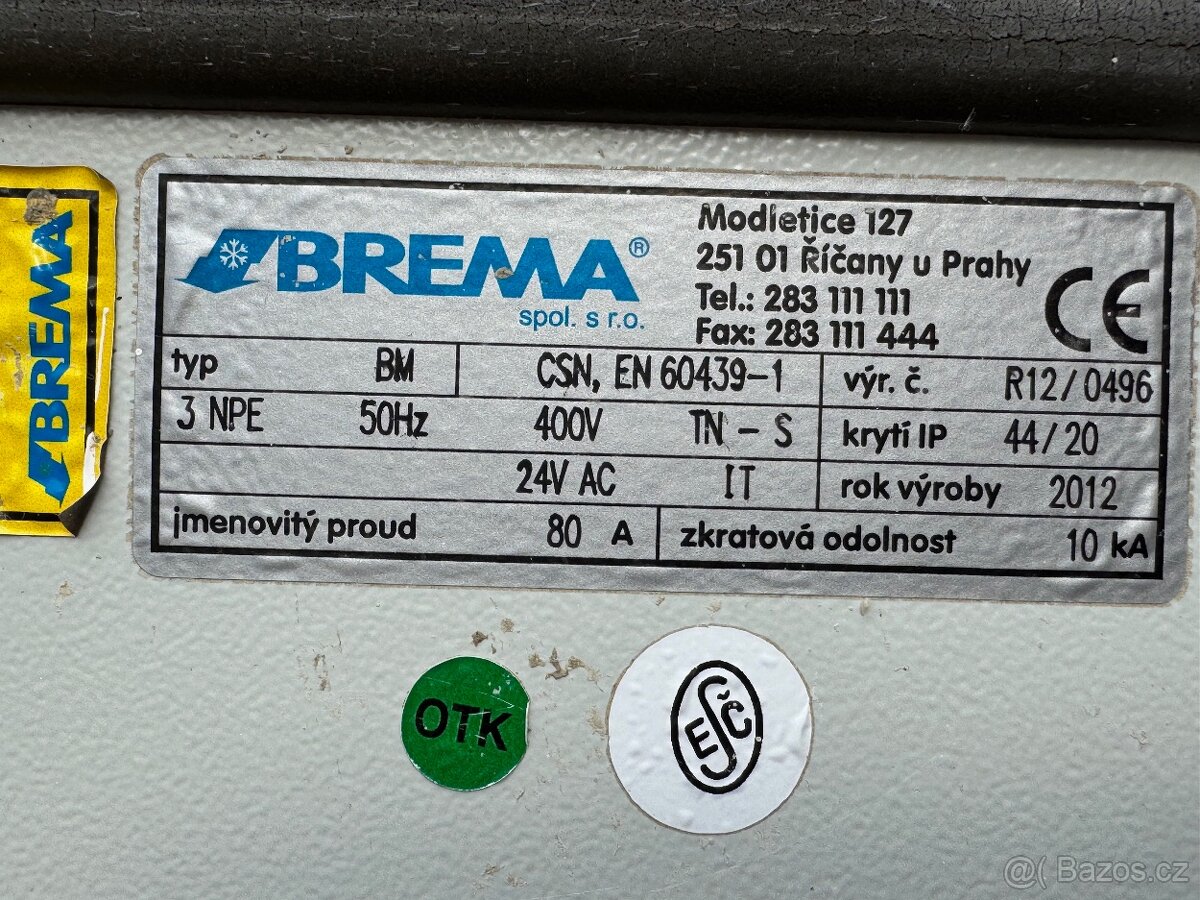 BREMA
BREMA®
spol. s r.o.
Modletice 127
251 01 Říčany u Prahy
Tel.: 283 111 111
Fax: 283 111 444
CE
typ BM CSN, EN 60439-1 výr. č. R12/0496
3 NPE 50Hz 400V TN - S krytí IP 44/20
24V AC IT rok výroby 2012
jmenovitý proud 80 A zkratová odolnost 10 kA
OTK
ESČ
@( Bazos.cz